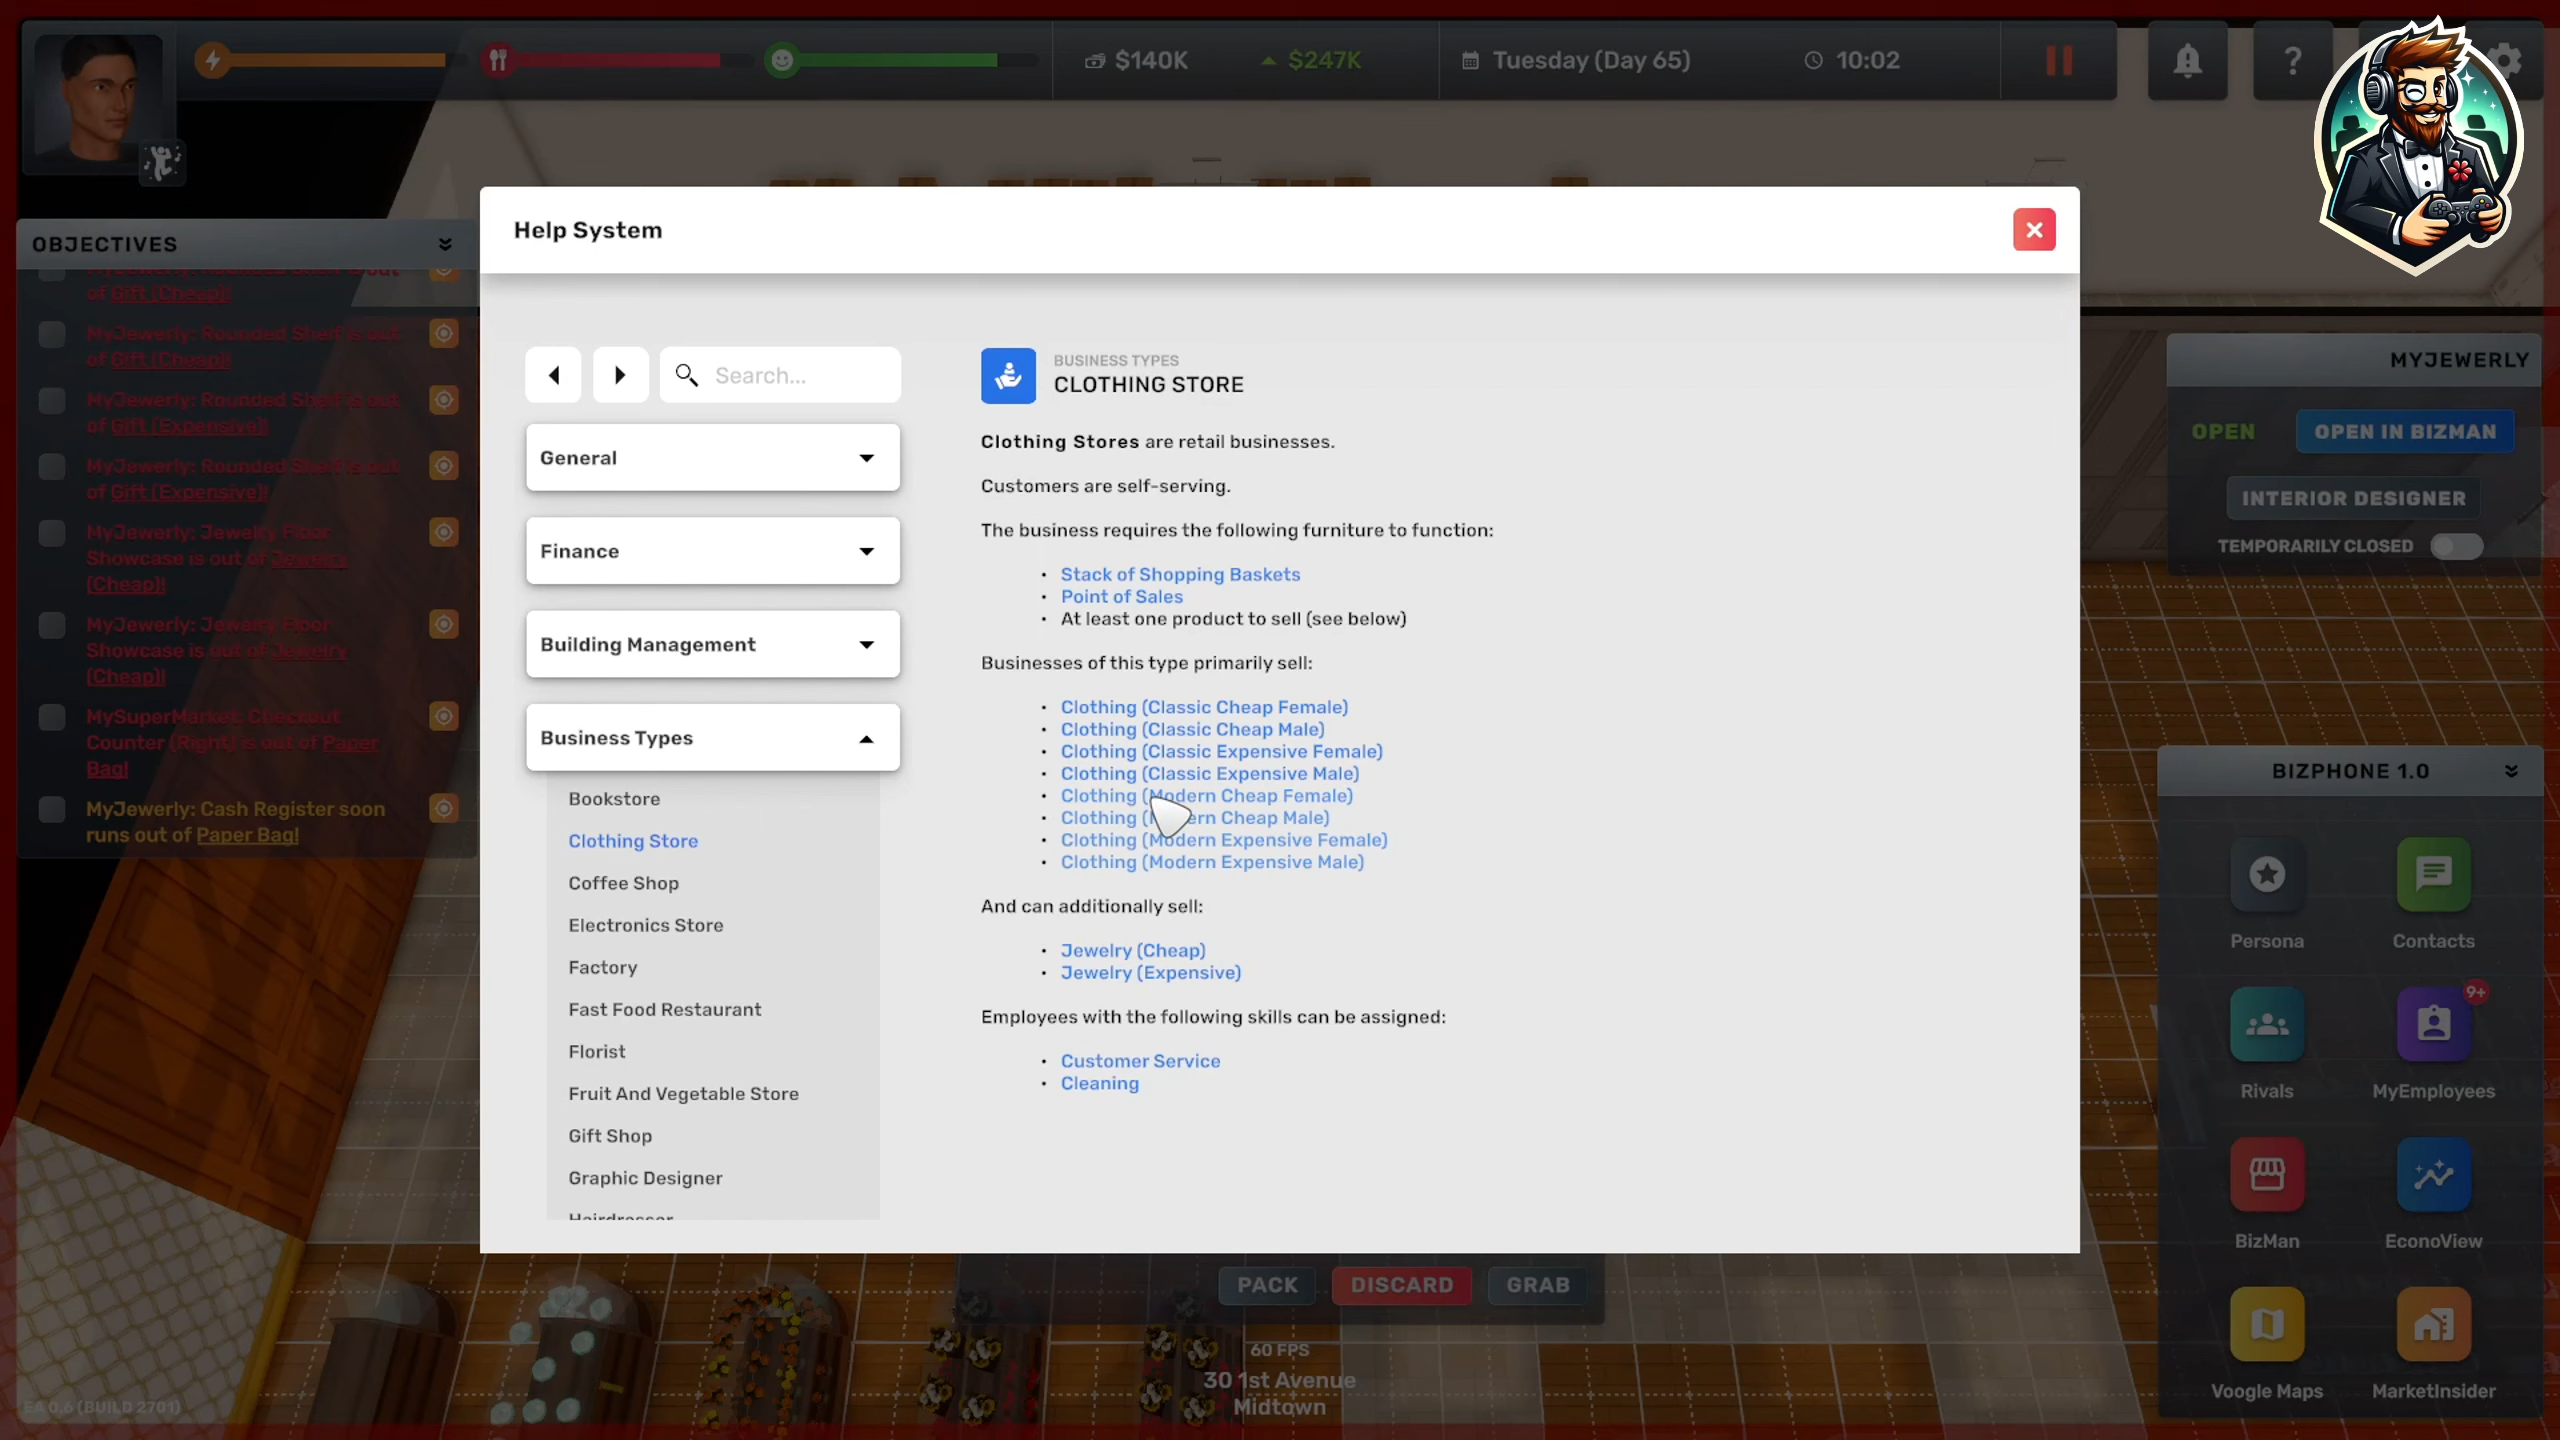 $140K
$247K
Tuesday (Day 65)
10:02
?
OBJECTIVES
of Gift (Cheap)!
MyJewerly: Rounded Shelf is out
of Gift (Cheap)!
MyJewerly: Rounded Shelf is out
of Gift (Expensive)!
MyJewerly: Rounded Shelf is out
of Gift (Expensive)!
MyJewerly: Jewelry Floor
Showcase is out of Jewelry
(Cheap)!
MyJewerly: Jewelry Floor
Showcase is out of Jewelry
(Cheap)!
MySuperMarket: Checkout
Counter (Right) is out of Paper
Bag!
MyJewerly: Cash Register soon
runs out of Paper Bag!
Help System
Search...
General
Finance
Building Management
Business Types
Bookstore
Clothing Store
Coffee Shop
Electronics Store
Factory
Fast Food Restaurant
Florist
Fruit And Vegetable Store
Gift Shop
Graphic Designer
Hairdresser
BUSINESS TYPES
CLOTHING STORE
Clothing Stores are retail businesses.
Customers are self-serving.
The business requires the following furniture to function:
• Stack of Shopping Baskets
• Point of Sales
• At least one product to sell (see below)
Businesses of this type primarily sell:
• Clothing (Classic Cheap Female)
• Clothing (Classic Cheap Male)
• Clothing (Classic Expensive Female)
• Clothing (Classic Expensive Male)
• Clothing (Modern Cheap Female)
• Clothing (Modern Cheap Male)
• Clothing (Modern Expensive Female)
• Clothing (Modern Expensive Male)
And can additionally sell:
• Jewelry (Cheap)
• Jewelry (Expensive)
Employees with the following skills can be assigned:
• Customer Service
• Cleaning
MYJEWERLY
OPEN
OPEN IN BIZMAN
INTERIOR DESIGNER
TEMPORARILY CLOSED
BIZPHONE 1.0
Persona
Contacts
9+
Rivals
MyEmployees
BizMan
EconoView
Voogle Maps
MarketInsider
PACK
DISCARD
GRAB
60 FPS
30 1st Avenue
Midtown
EA 0.6 (BUILD 2701)